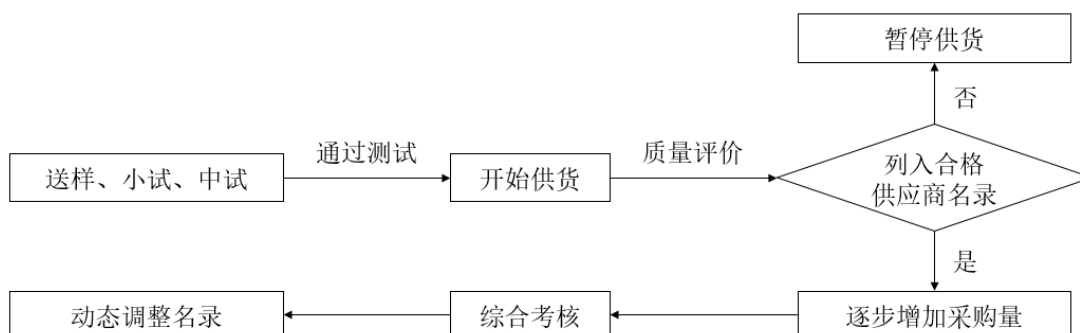 暂停供货
否
送样、小试、中试
通过测试
开始供货
质量评价
列入合格
供应商名录
是
动态调整名录
综合考核
逐步增加采购量